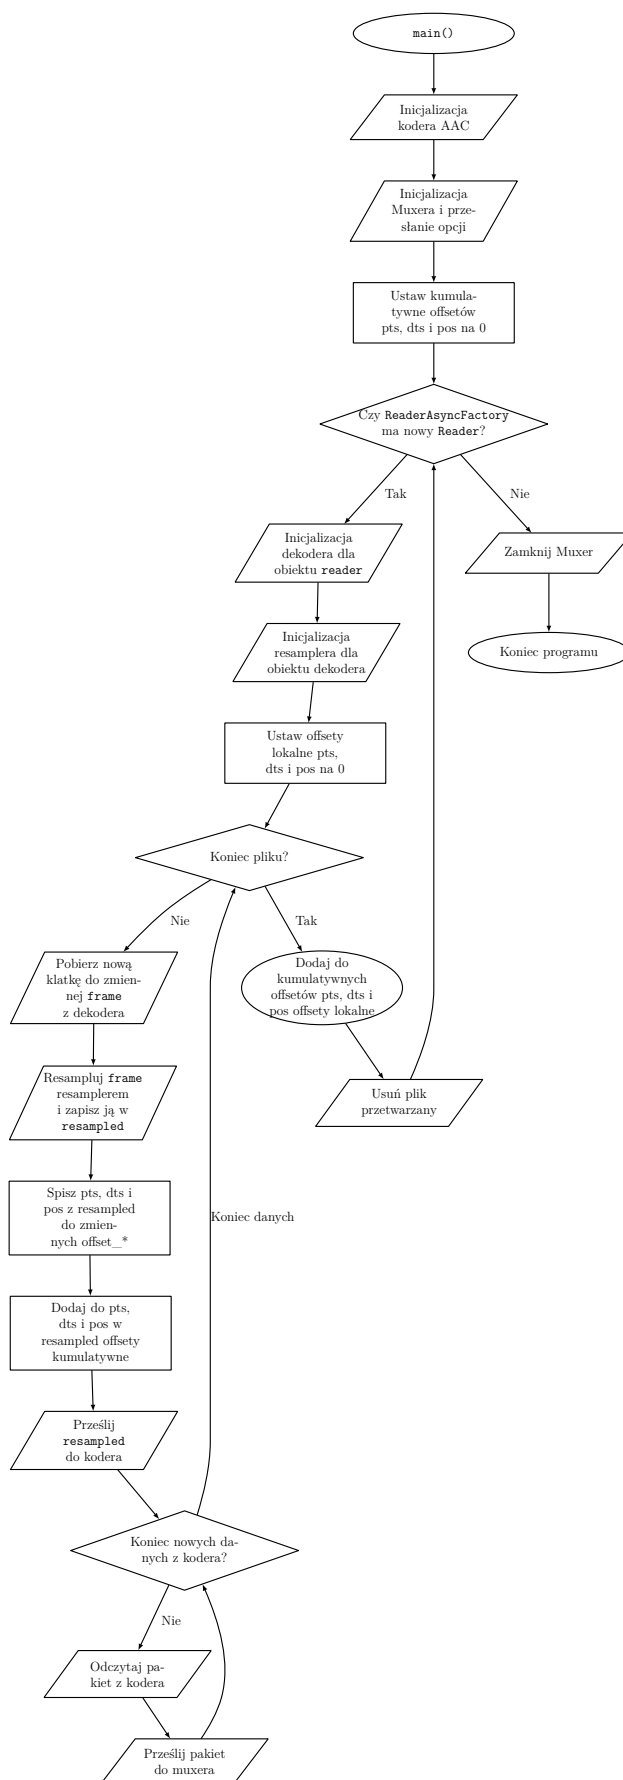 main()
Inicjalizacja
kodera AAC
Inicjalizacja
Muxera i prze-
słanie opcji
Ustaw kumula-
tywne offsetów
pts, dts i pos na 0
Czy ReaderAsyncFactory
ma nowy Reader?
Tak
Nie
Inicjalizacja
dekodera dla
obiektu reader
Zamknij Muxer
Inicjalizacja
resamplera dla
obiektu dekodera
Koniec programu
Ustaw offsety
lokalne pts,
dts i pos na 0
Koniec pliku?
Nie
Tak
Pobierz nową
klatkę do zmien-
nej frame
z dekodera
Dodaj do
kumulatywnych
offsetów pts, dts i
pos offsety lokalne
Resampluj frame
resamplerem
i zapisz ją w
resampled
Usuń plik
przetwarzany
Spisz pts, dts i
pos z resampled
do zmien-
nych offset_*
Koniec danych
Dodaj do pts,
dts i pos w
resampled offsety
kumulatywne
Prześlij
resampled
do kodera
Koniec nowych da-
nych z kodera?
Nie
Odczytaj pa-
kiet z kodera
Prześlij pakiet
do muxera